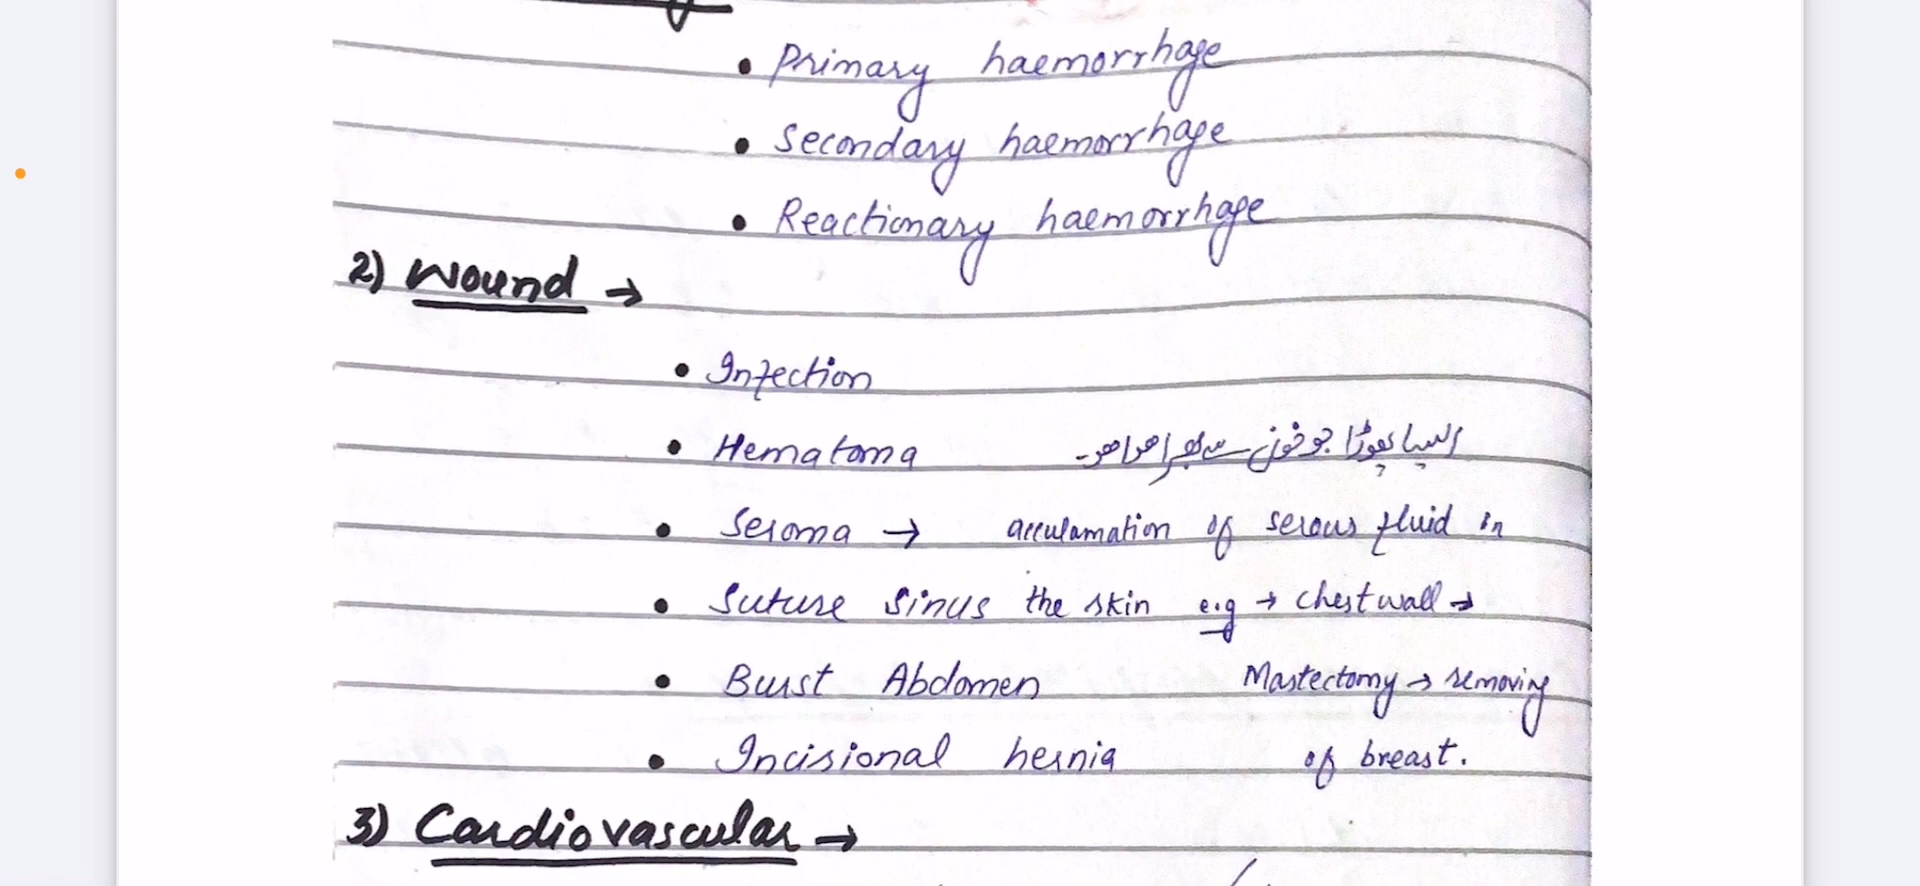 • Primary haemorrhage
• Secondary haemorrhage
• Reactionary haemorrhage
2) Wound →
• Infection
• Hematoma ایسا پھوڑا جو خون سے بھرا ہوا ہو۔
• Seroma → acculamation of serous fluid in
• Suture Sinus the skin e.g → chest wall →
• Burst Abdomen Mastectomy → removing
• Incisional hernia of breast.
3) Cardiovascular →